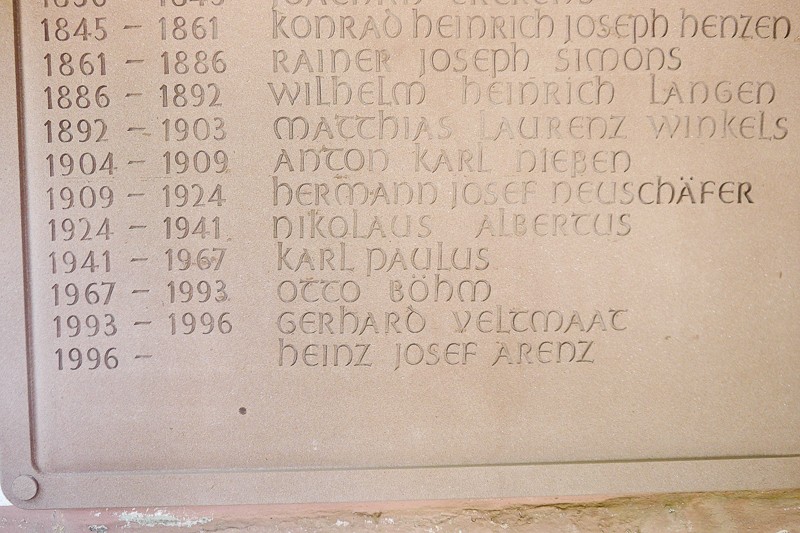 1845 – 1861 KONRAD HEINRICH JOSEPH HENZEN
1861 – 1886 RAINER JOSEPH SIMONS
1886 – 1892 WILHELM HEINRICH LANGEN
1892 – 1903 MATTHIAS LAURENZ WINKELS
1904 – 1909 ANTON KARL NIEßEN
1909 – 1924 HERMANN JOSEF NEUSCHÄFER
1924 – 1941 NIKOLAUS ALBERTUS
1941 – 1967 KARL PAULUS
1967 – 1993 OTTO BÖHM
1993 – 1996 GERHARD VELTMAAT
1996 – HEINZ JOSEF ARENZ